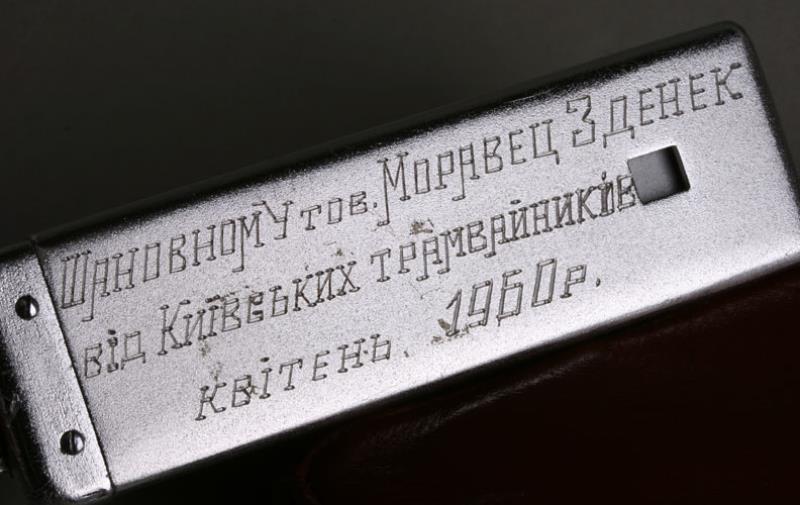 Шановному тов. Моравец Зденек
від Київських трамвайників
квітень. 1960р.